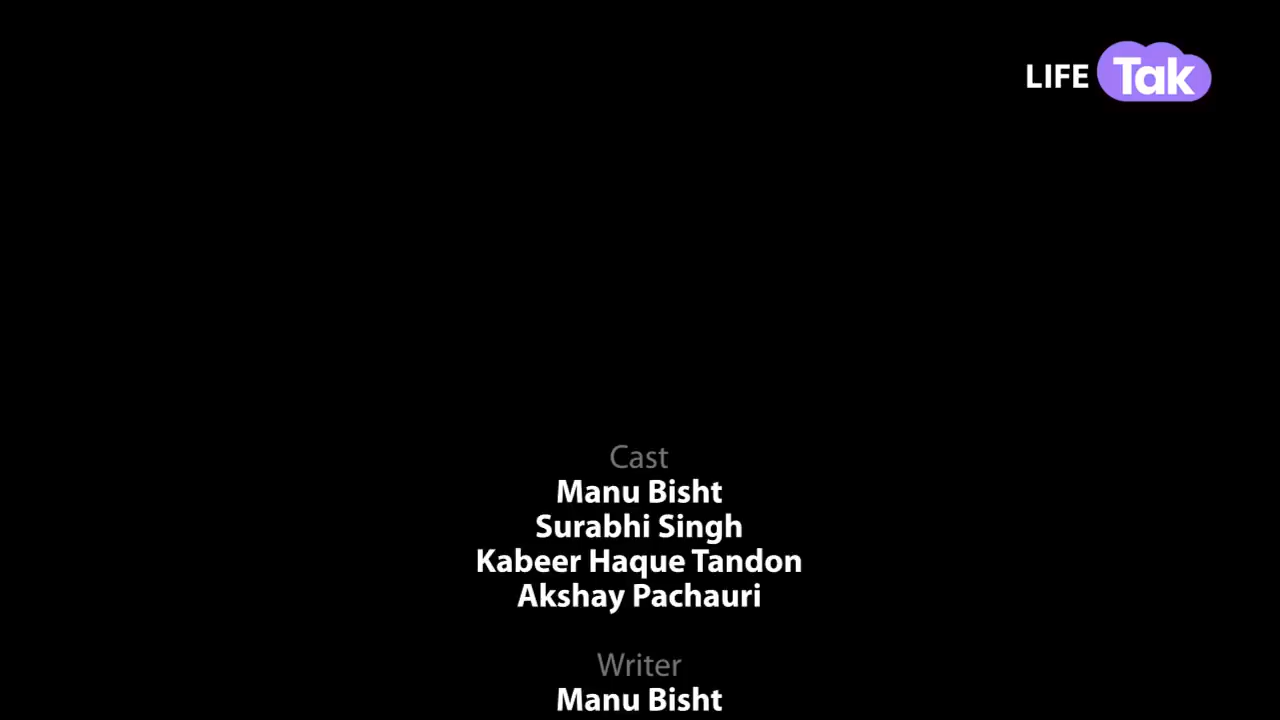 LIFE Tak
Cast
Manu Bisht
Surabhi Singh
Kabeer Haque Tandon
Akshay Pachauri
Writer
Manu Bisht